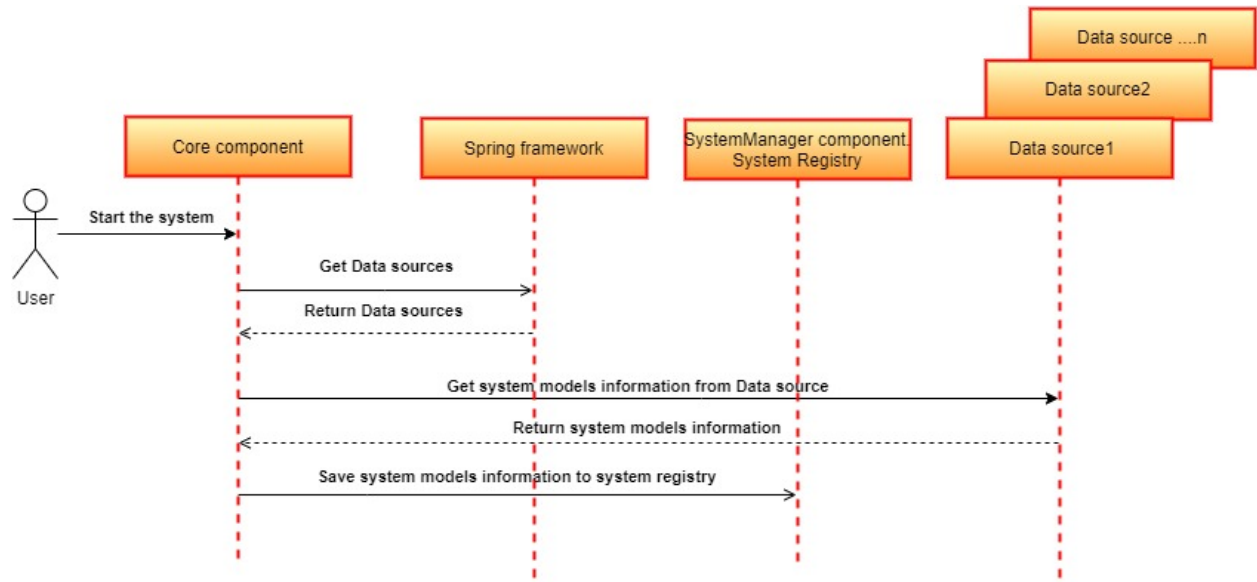 Data source ....n
Data source2
Core component
Spring framework
SystemManager component.
System Registry
Data source1
Start the system
User
Get Data sources
Return Data sources
Get system models information from Data source
Return system models information
Save system models information to system registry